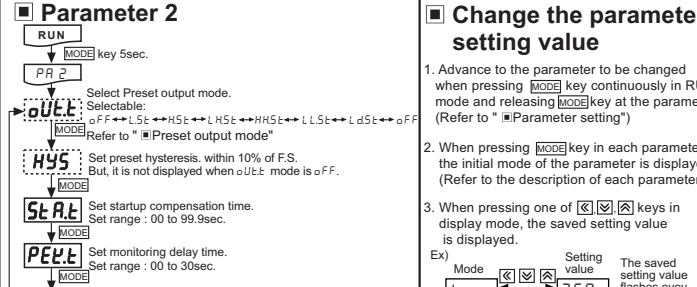 ▣ Parameter 2
RUN
MODE key 5sec.
PA 2
Select Preset output mode.
Selectable:
oUt.t
oFF↔L.St↔H.St↔LH.St↔HH.St↔LL.St↔Ld.St↔oFF
MODE
Refer to " ▣Preset output mode"
HYS
Set preset hysteresis. within 10% of F.S.
But, it is not displayed when oUt.t mode is oFF.
MODE
StA.t
Set startup compensation time.
Set range : 00 to 99.9sec.
MODE
PEK.t
Set monitoring delay time.
Set range : 00 to 30sec.
MODE
▣ Change the paramete
setting value
1. Advance to the parameter to be changed
when pressing MODE key continuously in R
mode and releasing MODE key at the parame
(Refer to " ▣Parameter setting")
2. When pressing MODE key in each paramete
the initial mode of the parameter is display
(Refer to the description of each parameter
3. When pressing one of «, ˅, ˄ keys in
display mode, the saved setting value
is displayed.
Ex)
Mode
« ˅ ˄
Setting
value
The saved
setting value